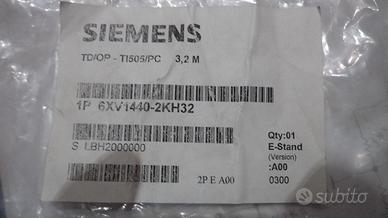 SIEMENS
TD/OP - TI505/PC 3,2 M
1P 6XV1440-2KH32
S LBH2000000
Qty:01
E-Stand
(Version)
:A00
2P E A00
0300
subito